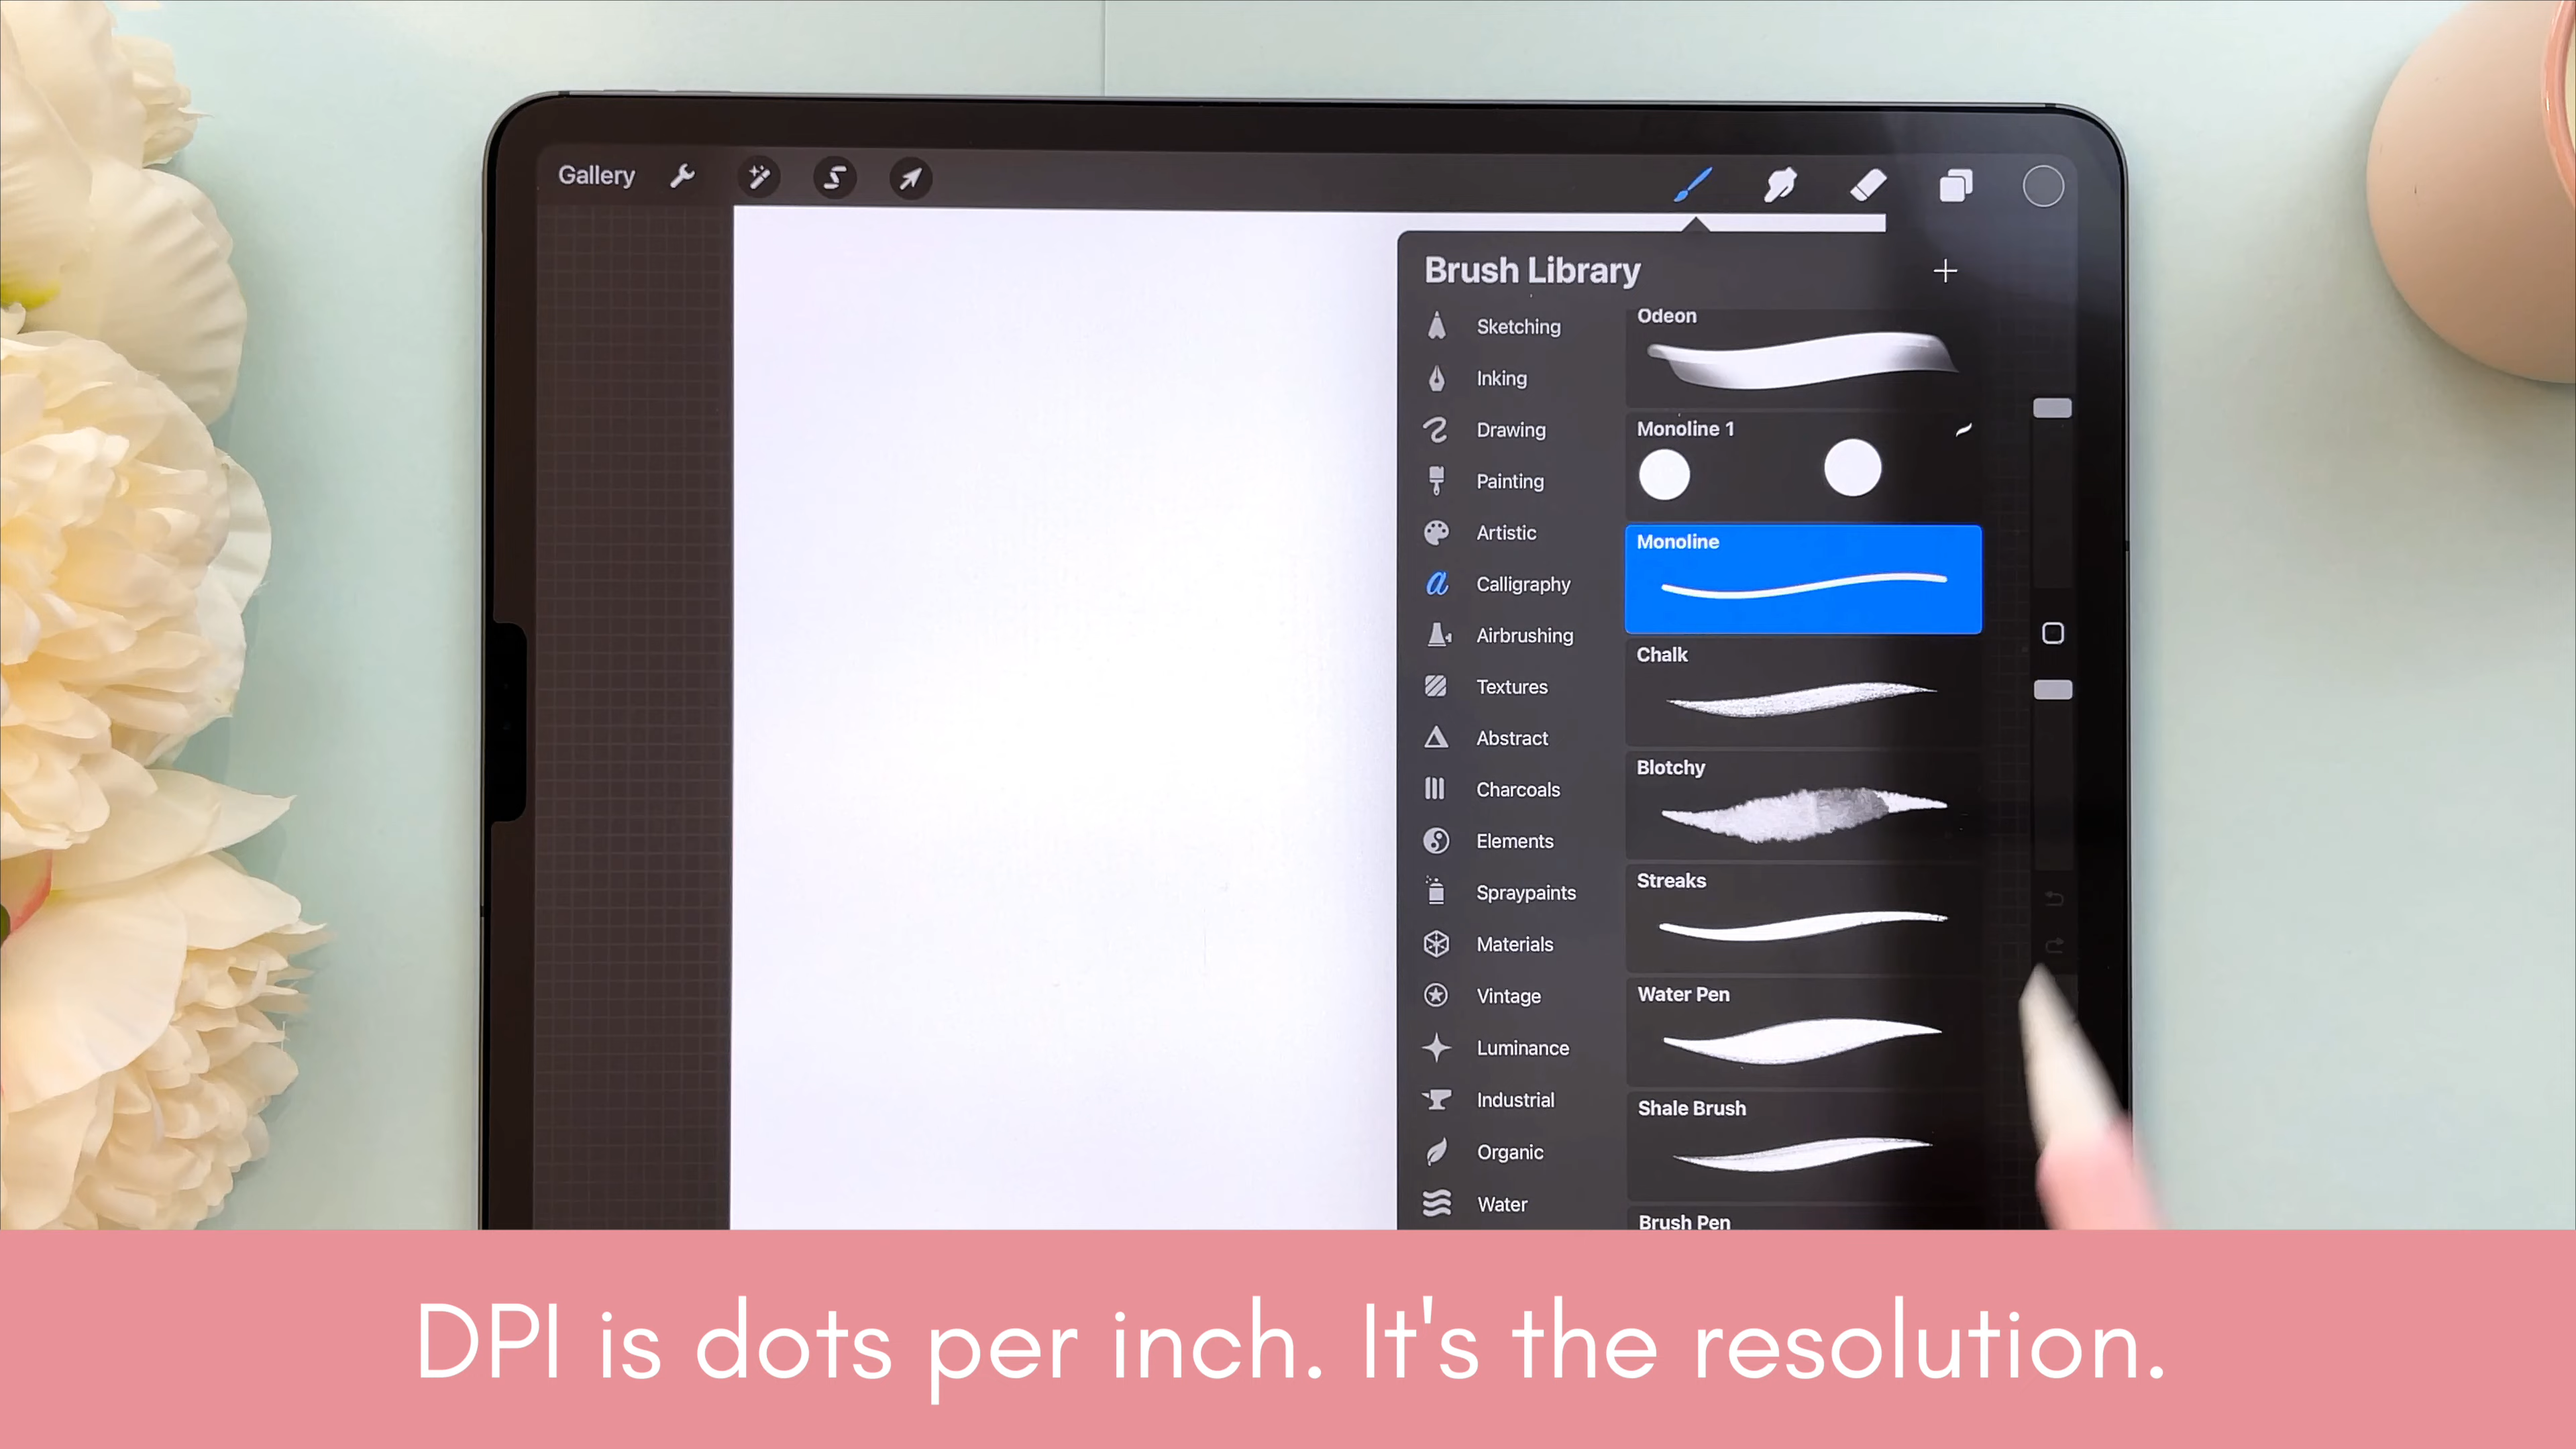 Gallery
Brush Library
Sketching
Inking
Drawing
Painting
Artistic
Calligraphy
Airbrushing
Textures
Abstract
Charcoals
Elements
Spraypaints
Materials
Vintage
Luminance
Industrial
Organic
Water
Odeon
Monoline 1
Monoline
Chalk
Blotchy
Streaks
Water Pen
Shale Brush
Brush Pen
DPI is dots per inch. It's the resolution.